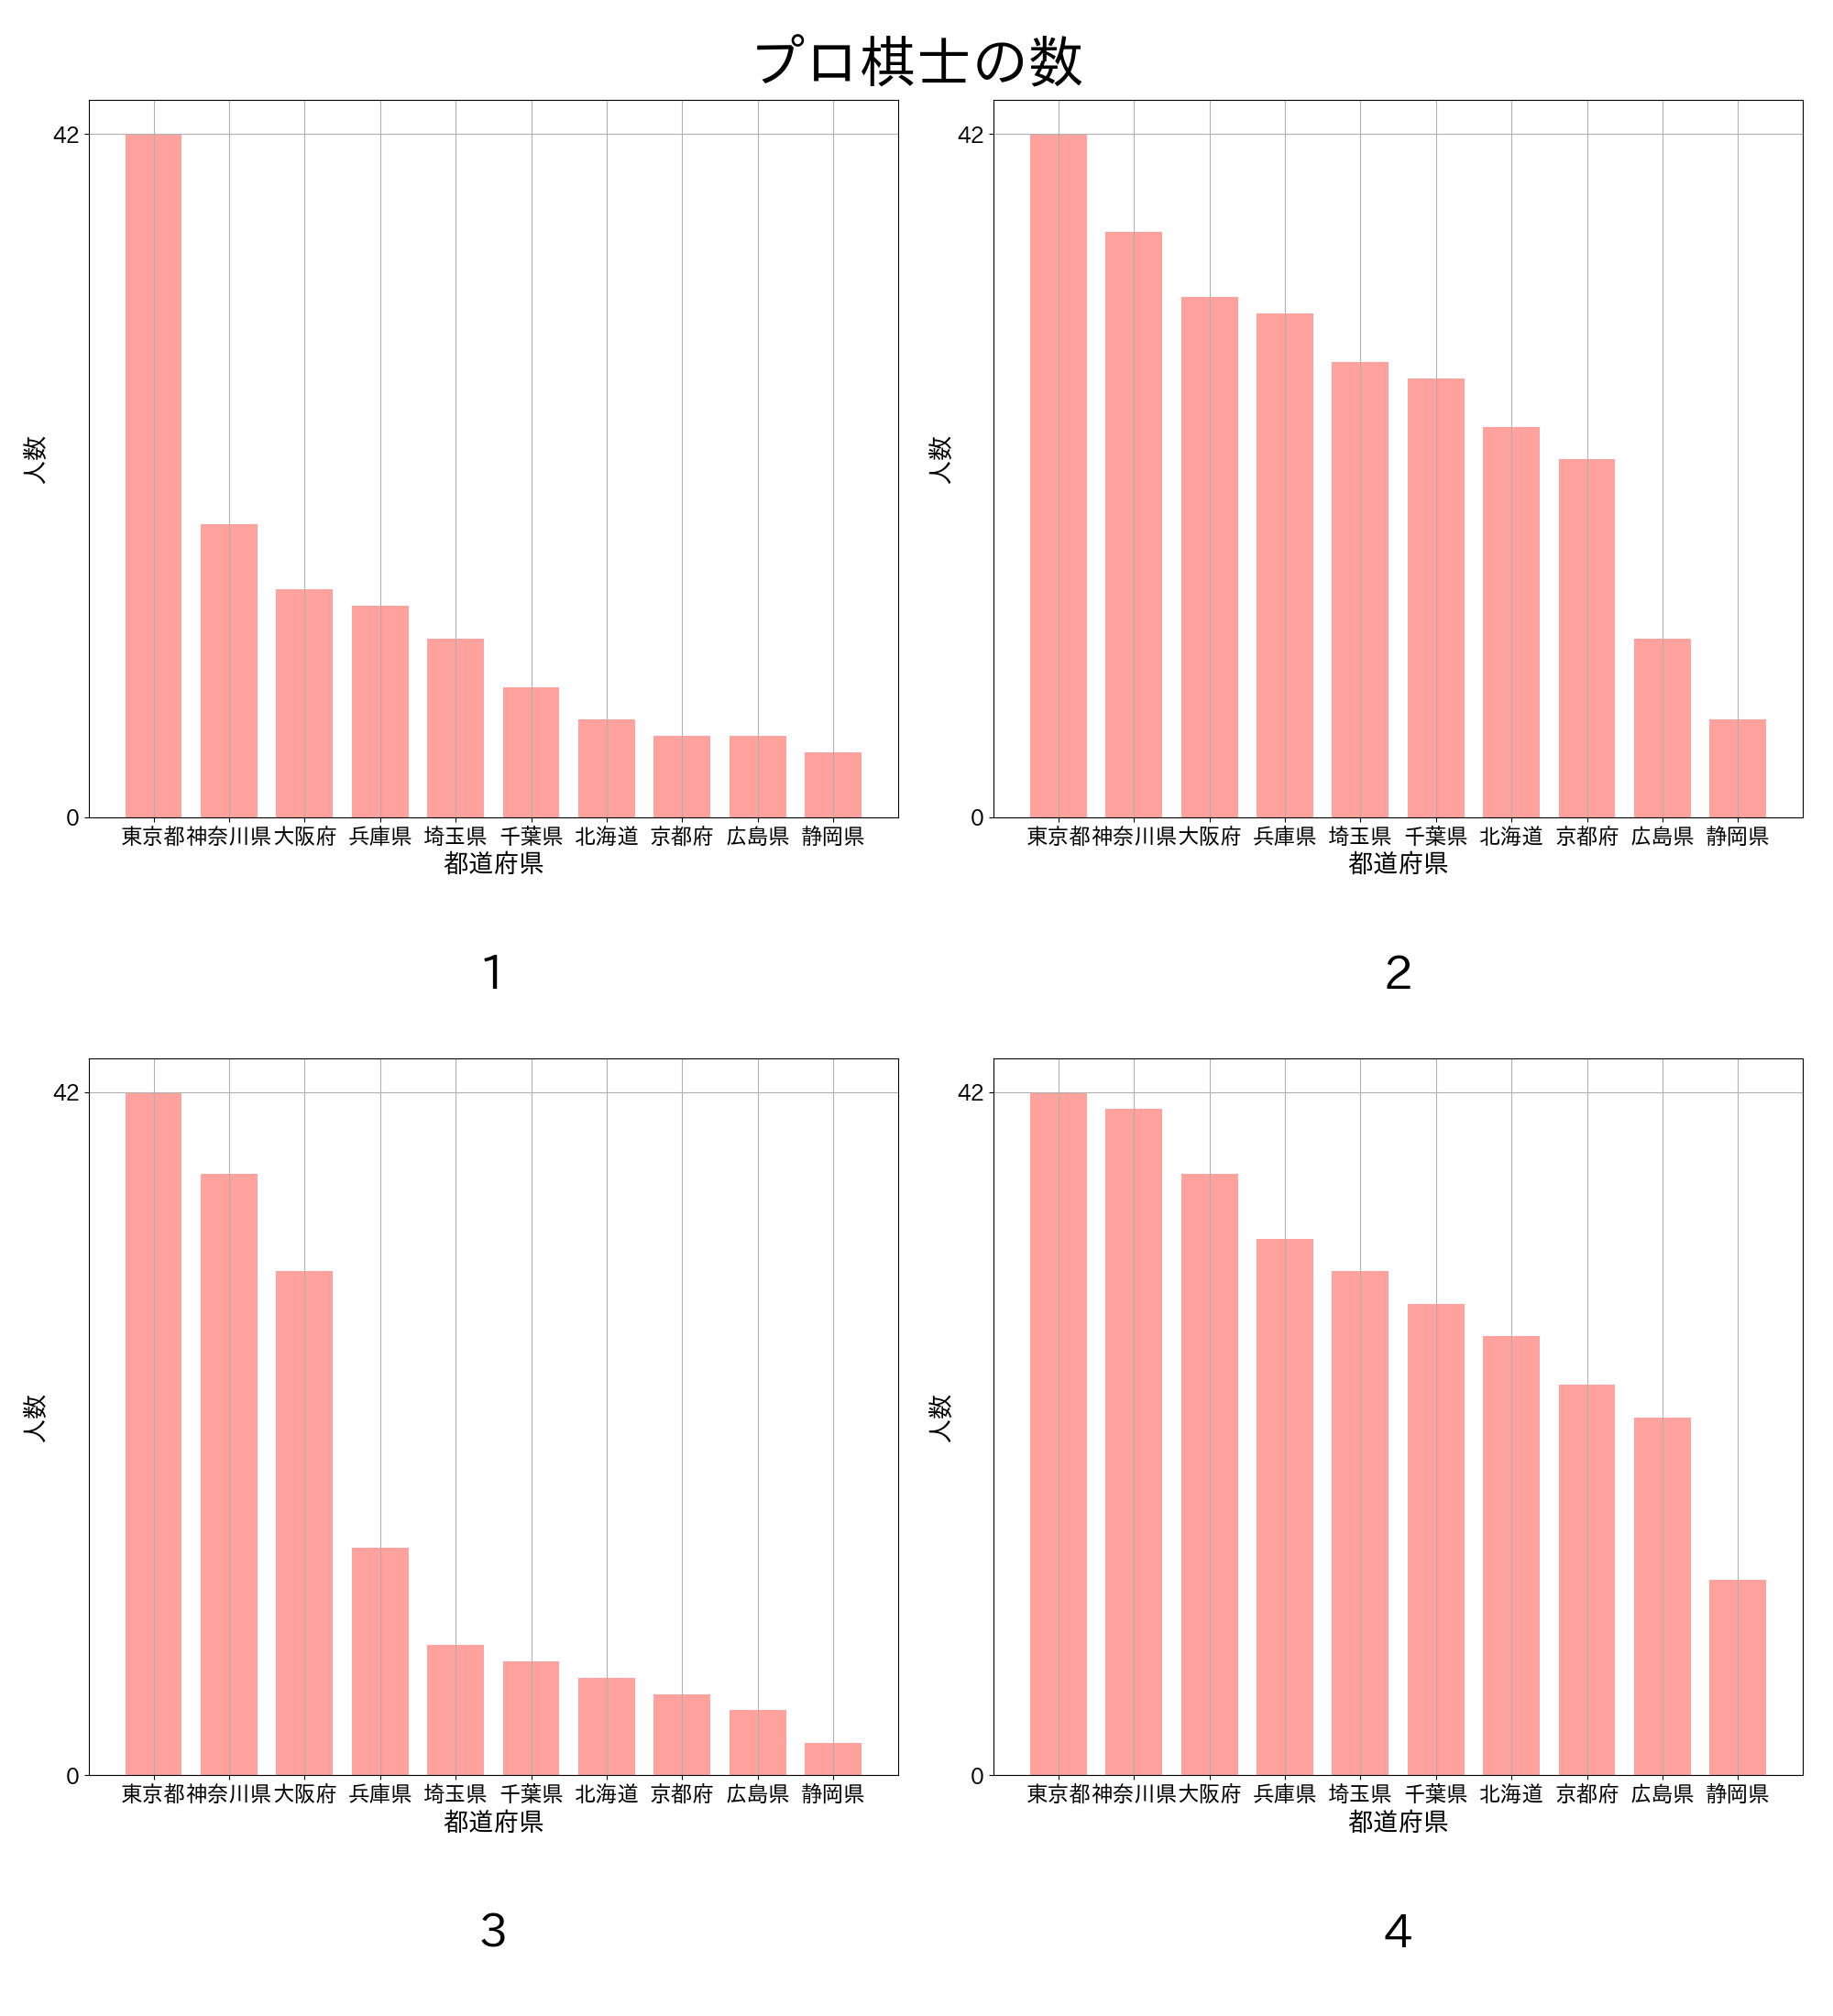 プロ棋士の数
42
0
人数
東京都 神奈川県 大阪府 兵庫県 埼玉県 千葉県 北海道 京都府 広島県 静岡県
都道府県
1
42
0
人数
東京都 神奈川県 大阪府 兵庫県 埼玉県 千葉県 北海道 京都府 広島県 静岡県
都道府県
2
42
0
人数
東京都 神奈川県 大阪府 兵庫県 埼玉県 千葉県 北海道 京都府 広島県 静岡県
都道府県
3
42
0
人数
東京都 神奈川県 大阪府 兵庫県 埼玉県 千葉県 北海道 京都府 広島県 静岡県
都道府県
4